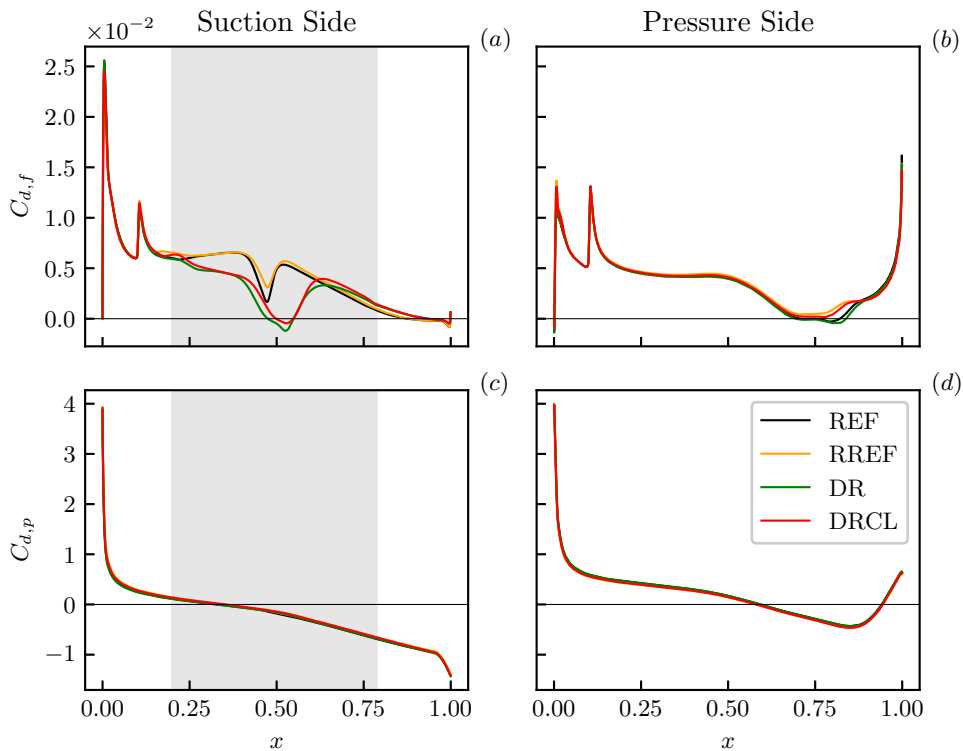 Suction Side
Pressure Side
×10⁻²
(a)
(b)
2.5
2.0
1.5
1.0
0.5
0.0
C_{d,f}
(c)
(d)
4
3
2
1
0
−1
C_{d,p}
REF
RREF
DR
DRCL
0.00 0.25 0.50 0.75 1.00
0.00 0.25 0.50 0.75 1.00
x
x